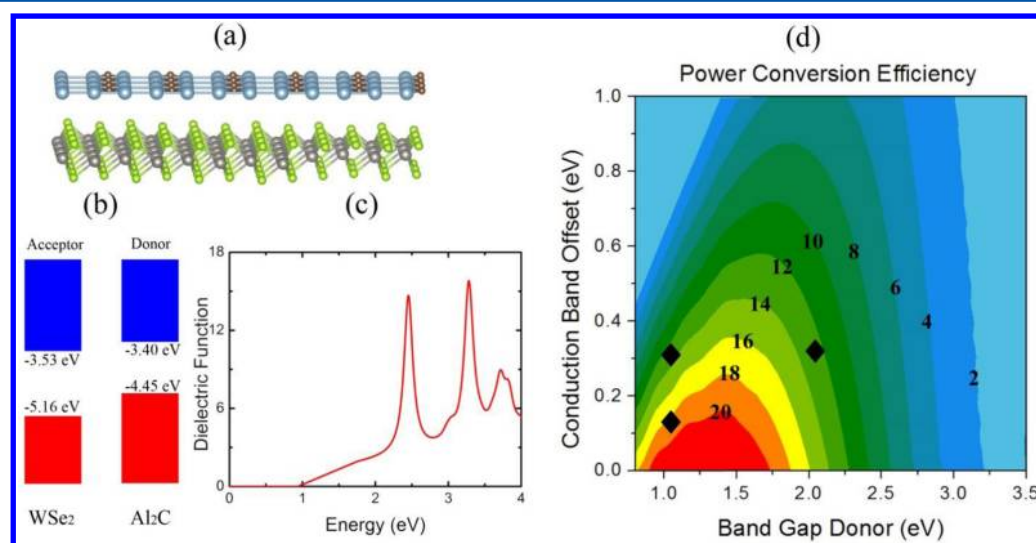 (a)
(b)
Acceptor Donor
-3.53 eV
-3.40 eV
-5.16 eV
-4.45 eV
WSe₂ Al₂C
(c)
18
12
6
0
Dielectric Function
0 1 2 3 4
Energy (eV)
(d)
Power Conversion Efficiency
1.0
0.8
0.6
0.4
0.2
0.0
Conduction Band Offset (eV)
10
8
12
6
14
4
16
18
2
20
1.0 1.5 2.0 2.5 3.0 3.5
Band Gap Donor (eV)